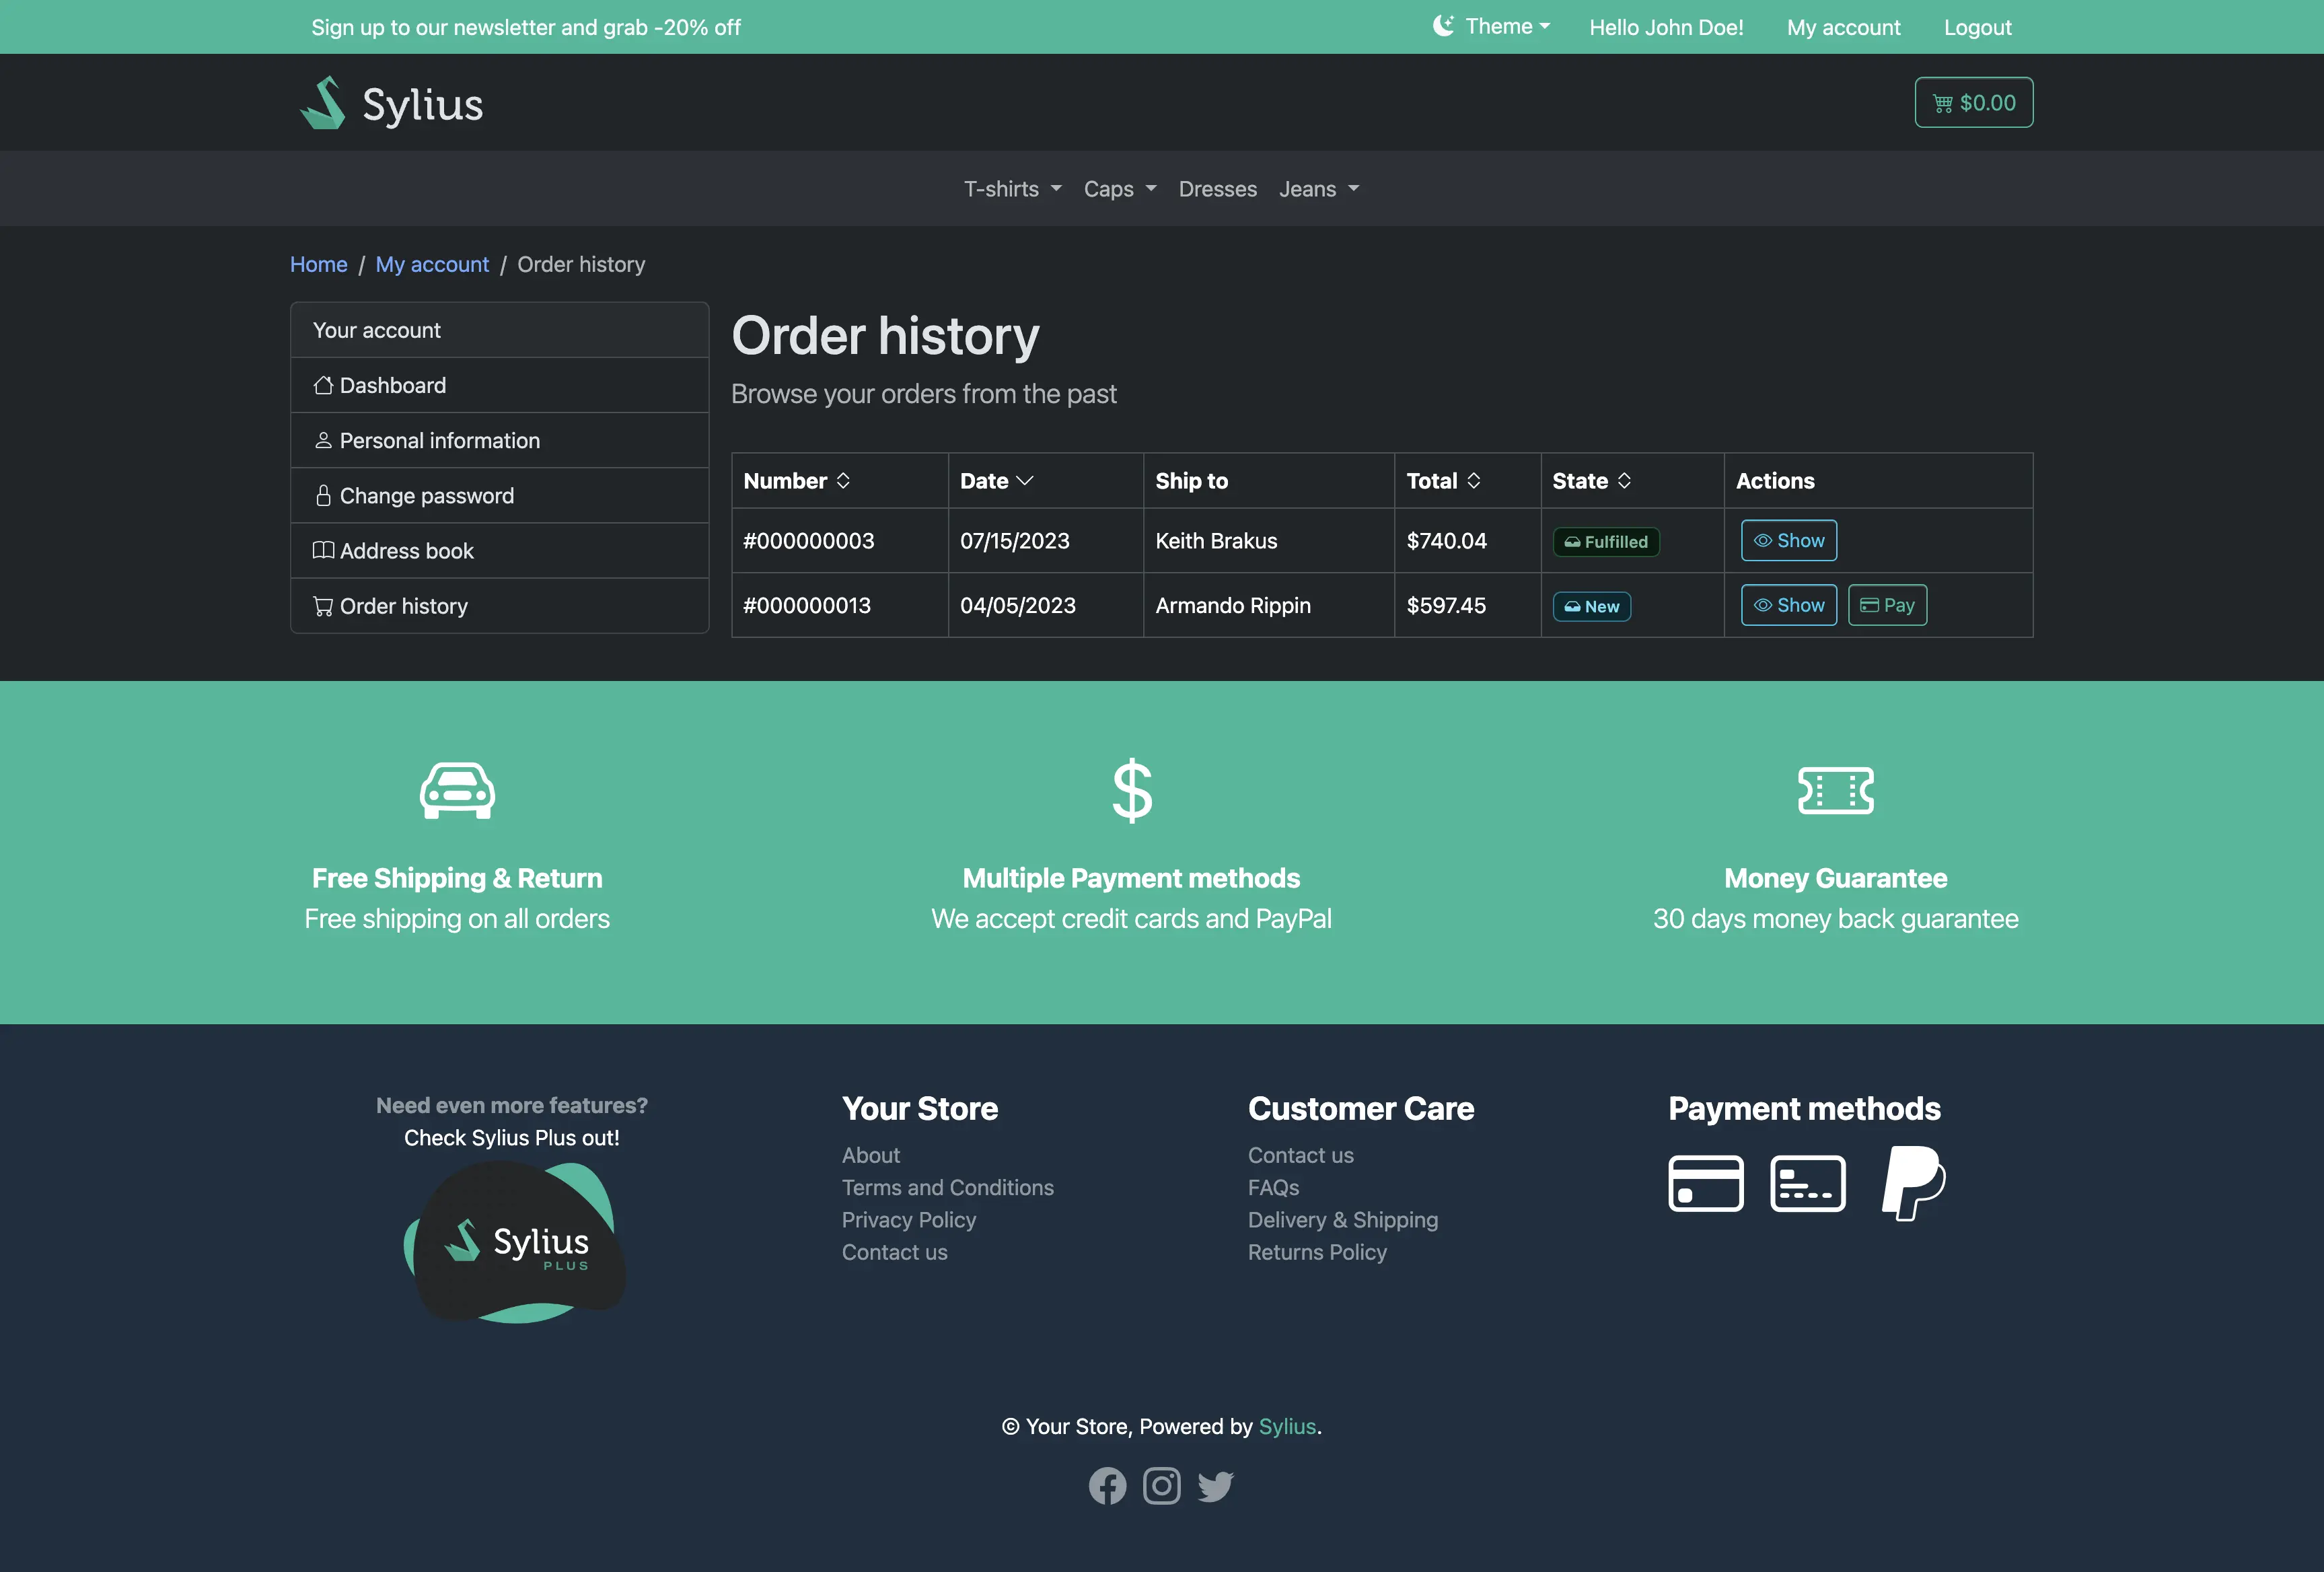 Sign up to our newsletter and grab -20% off
Theme
Hello John Doe!
My account
Logout
Sylius
$0.00
T-shirts
Caps
Dresses
Jeans
Home / My account / Order history
Your account
Dashboard
Personal information
Change password
Address book
Order history
Order history
Browse your orders from the past
Number Date Ship to Total State Actions
#000000003 07/15/2023 Keith Brakus $740.04 Fulfilled Show
#000000013 04/05/2023 Armando Rippin $597.45 New Show Pay
Free Shipping & Return
Free shipping on all orders
Multiple Payment methods
We accept credit cards and PayPal
Money Guarantee
30 days money back guarantee
Need even more features?
Check Sylius Plus out!
Sylius
PLUS
Your Store
About
Terms and Conditions
Privacy Policy
Contact us
Customer Care
Contact us
FAQs
Delivery & Shipping
Returns Policy
Payment methods
© Your Store, Powered by Sylius.